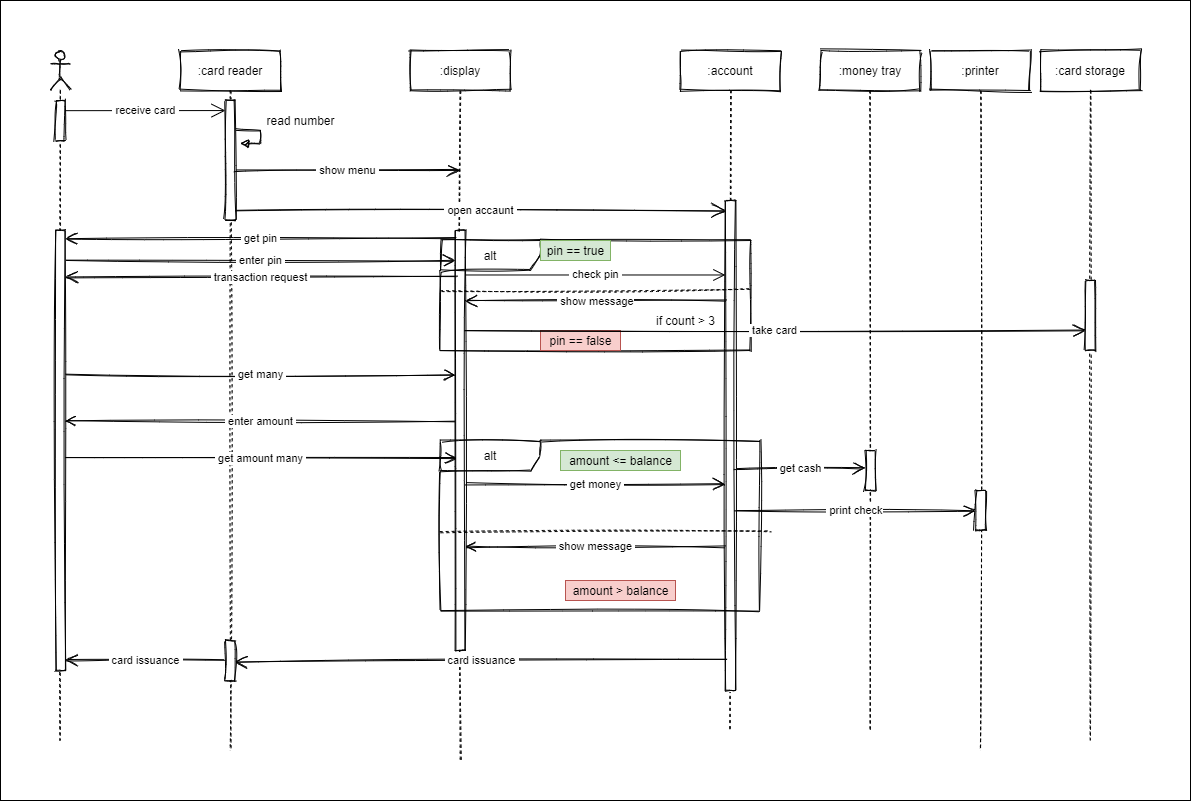 :card reader
:display
:account
:money tray
:printer
:card storage
receive card
read number
show menu
open accaunt
get pin
alt
pin == true
enter pin
transaction request
check pin
show message
if count > 3
take card
pin == false
get many
enter amount
get amount many
alt
amount <= balance
get cash
get money
print check
show message
amount > balance
card issuance
card issuance